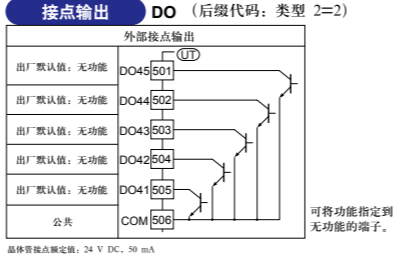 接点输出 DO （后缀代码：类型 2=2）
外部接点输出
UT
出厂默认值：无功能 DO45 501
出厂默认值：无功能 DO44 502
出厂默认值：无功能 DO43 503
出厂默认值：无功能 DO42 504
出厂默认值：无功能 DO41 505
公共 COM 506
可将功能指定到
无功能的端子。
晶体管接点额定值：24 V DC，50 mA